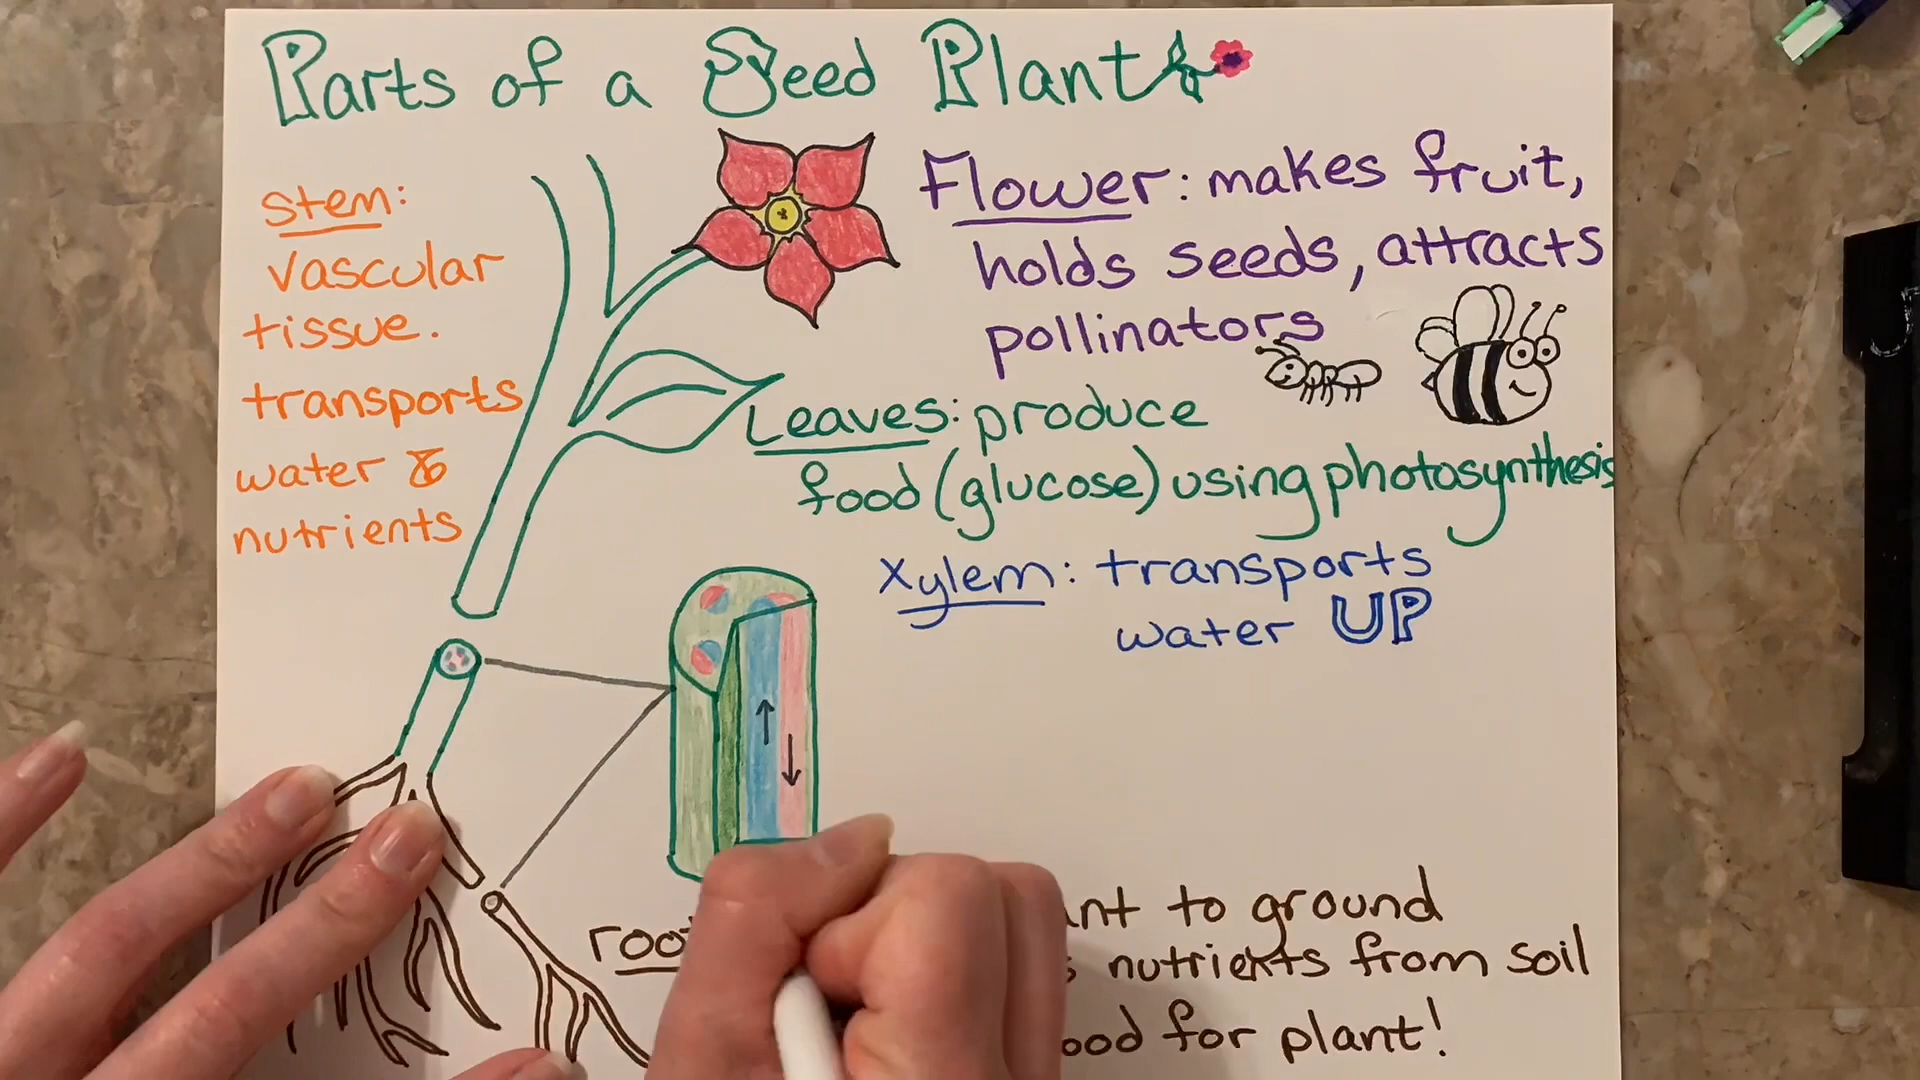 Parts of a Seed Plant
stem:
vascular
tissue.
transports
water &
nutrients
Flower: makes fruit,
holds seeds, attracts
pollinators
Leaves: produce
food (glucose) using photosynthesis
Xylem: transports
water UP
to ground
nutrients from soil
for plant!